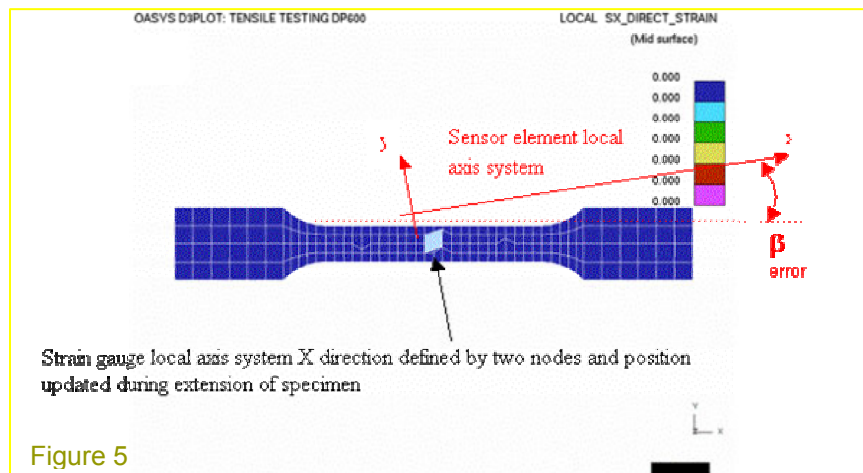 OASYS D3PLOT: TENSILE TESTING DP600
LOCAL SX_DIRECT_STRAIN
(Mid surface)
0.000
0.000
0.000
0.000
0.000
0.000
0.000
Sensor element local
axis system
β
error
Strain gauge local axis system X direction defined by two nodes and position
updated during extension of specimen
Y
X
Figure 5